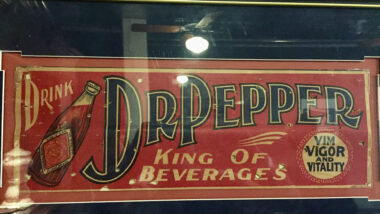 DRINK
DR PEPPER
KING OF
BEVERAGES
VIM
VIGOR
AND
VITALITY